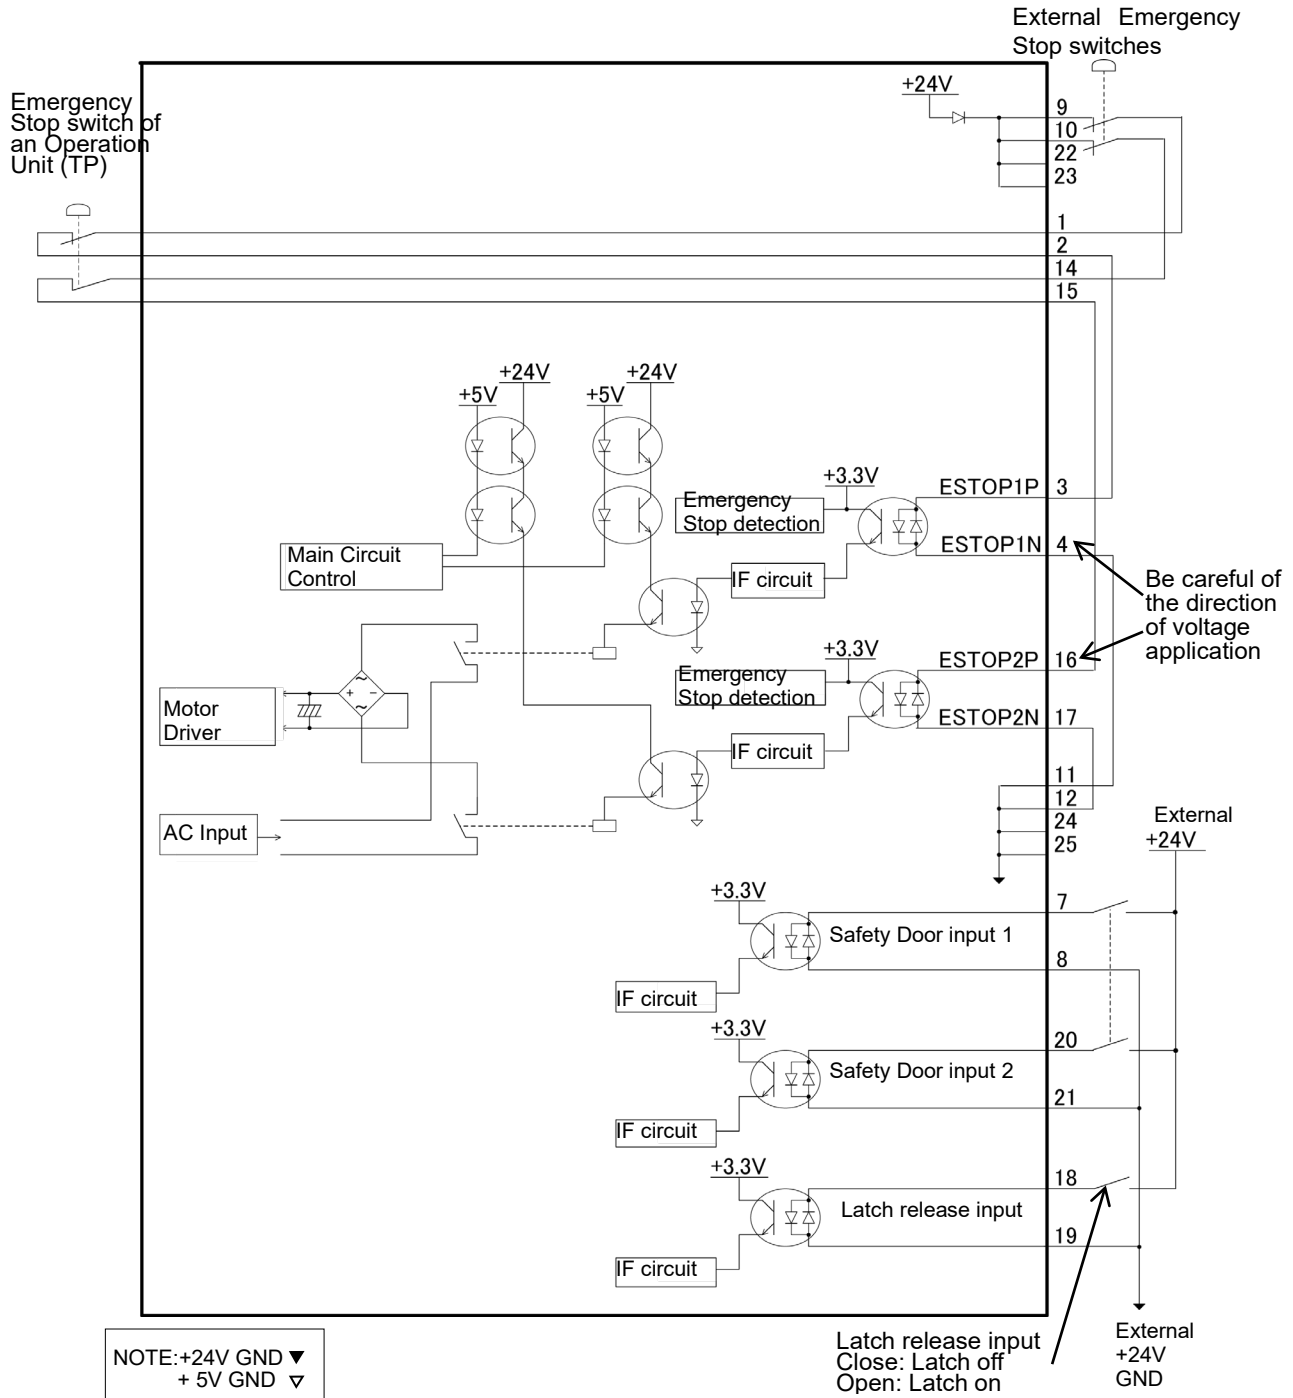 External Emergency
Stop switches
+24V
9
10
22
23
Emergency
Stop switch of
an Operation
Unit (TP)
1
2
14
15
+24V
+24V
+5V
+5V
+3.3V
Emergency
Stop detection
ESTOP1P 3
ESTOP1N 4
Main Circuit
Control
IF circuit
Be careful of
the direction
of voltage
application
+3.3V
Emergency
Stop detection
ESTOP2P 16
ESTOP2N 17
Motor
Driver
IF circuit
11
12
24
25
AC Input
External
+24V
+3.3V
7
Safety Door input 1
8
IF circuit
+3.3V
20
Safety Door input 2
21
IF circuit
+3.3V
18
Latch release input
19
IF circuit
Latch release input
Close: Latch off
Open: Latch on
External
+24V
GND
NOTE:+24V GND ▼
+ 5V GND ▽